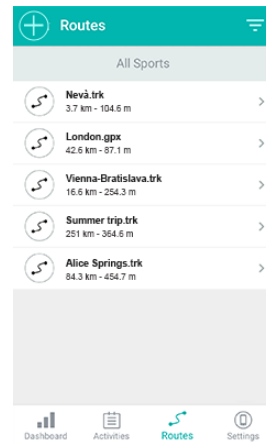 Routes
All Sports
Nevà.trk
3.7 km - 104.6 m
London.gpx
42.6 km - 87.1 m
Vienna-Bratislava.trk
16.6 km - 254.3 m
Summer trip.trk
251 km - 364.6 m
Alice Springs.trk
84.3 km - 454.7 m
Dashboard
Activities
Routes
Settings